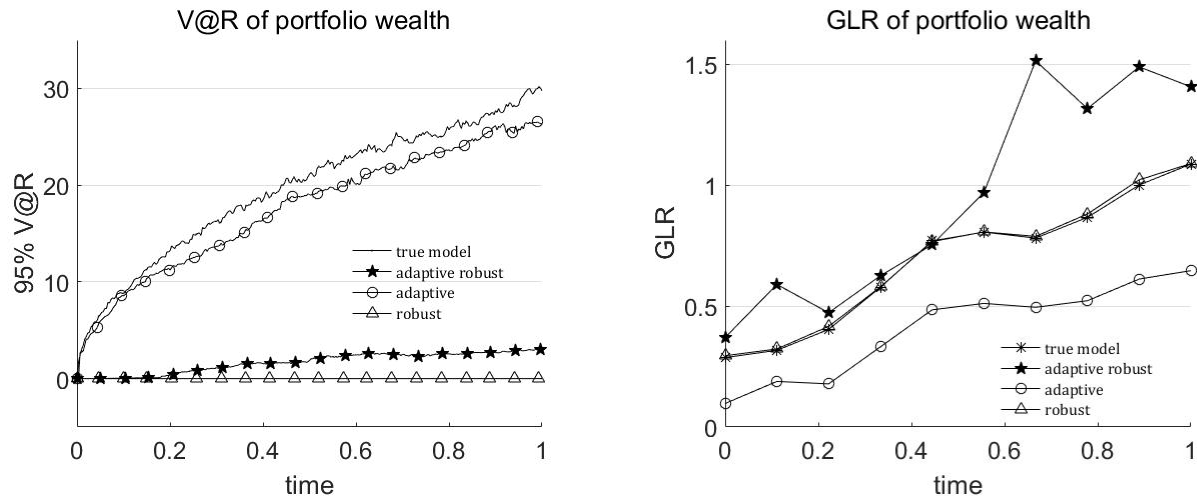 V@R of portfolio wealth
95% V@R
30
20
10
0
true model
adaptive robust
adaptive
robust
0
0.2
0.4
0.6
0.8
1
time
GLR of portfolio wealth
GLR
1.5
1
0.5
0
true model
adaptive robust
adaptive
robust
0
0.2
0.4
0.6
0.8
1
time